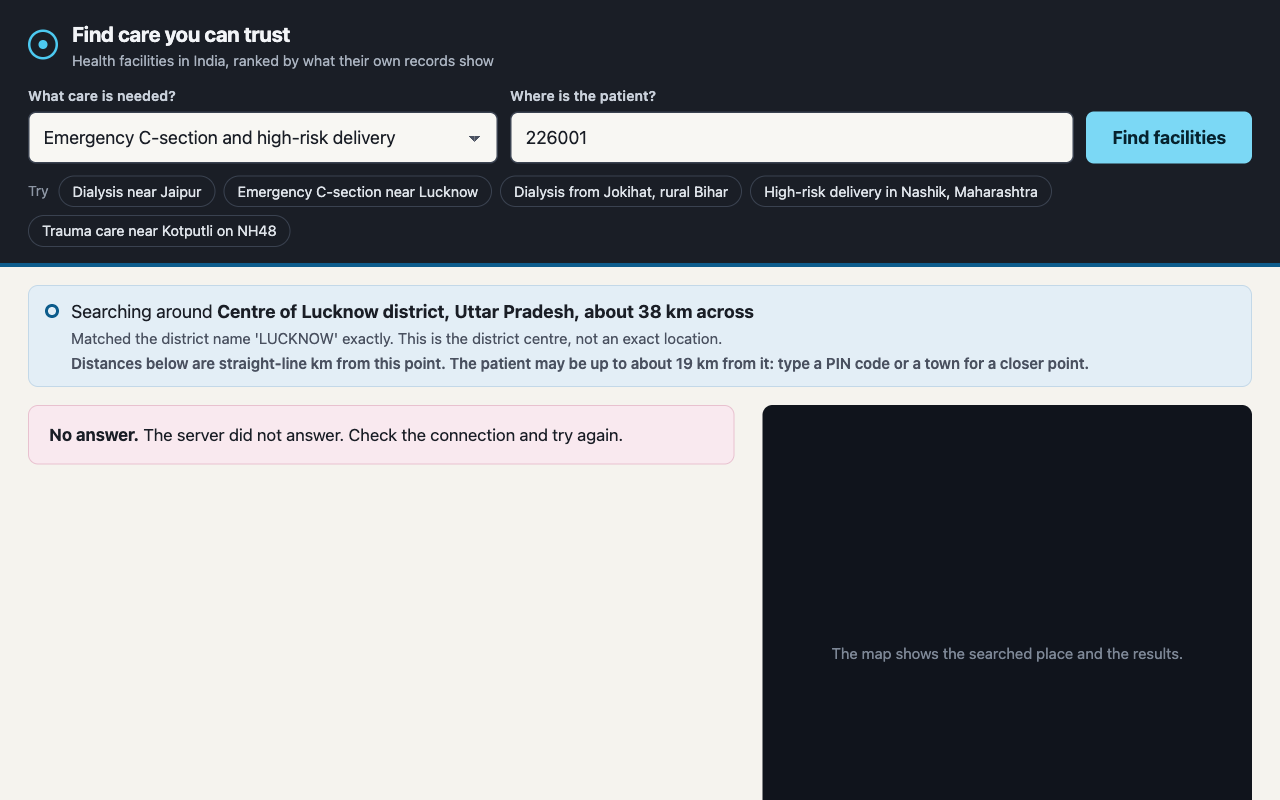 Find care you can trust
Health facilities in India, ranked by what their own records show
What care is needed?
Where is the patient?
Emergency C-section and high-risk delivery
226001
Find facilities
Try
Dialysis near Jaipur
Emergency C-section near Lucknow
Dialysis from Jokihat, rural Bihar
High-risk delivery in Nashik, Maharashtra
Trauma care near Kotputli on NH48
Searching around Centre of Lucknow district, Uttar Pradesh, about 38 km across
Matched the district name 'LUCKNOW' exactly. This is the district centre, not an exact location.
Distances below are straight-line km from this point. The patient may be up to about 19 km from it: type a PIN code or a town for a closer point.
No answer. The server did not answer. Check the connection and try again.
The map shows the searched place and the results.